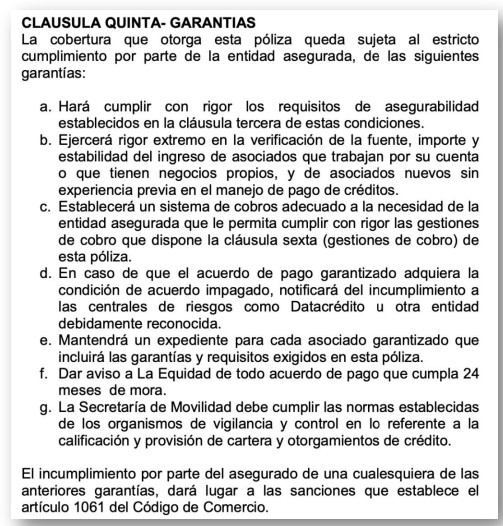 CLAUSULA QUINTA- GARANTIAS
La cobertura que otorga esta póliza queda sujeta al estricto
cumplimiento por parte de la entidad asegurada, de las siguientes
garantías:
a. Hará cumplir con rigor los requisitos de asegurabilidad
establecidos en la cláusula tercera de estas condiciones.
b. Ejercerá rigor extremo en la verificación de la fuente, importe y
estabilidad del ingreso de asociados que trabajan por su cuenta
o que tienen negocios propios, y de asociados nuevos sin
experiencia previa en el manejo de pago de créditos.
c. Establecerá un sistema de cobros adecuado a la necesidad de la
entidad asegurada que le permita cumplir con rigor las gestiones
de cobro que dispone la cláusula sexta (gestiones de cobro) de
esta póliza.
d. En caso de que el acuerdo de pago garantizado adquiera la
condición de acuerdo impagado, notificará del incumplimiento a
las centrales de riesgos como Datacrédito u otra entidad
debidamente reconocida.
e. Mantendrá un expediente para cada asociado garantizado que
incluirá las garantías y requisitos exigidos en esta póliza.
f. Dar aviso a La Equidad de todo acuerdo de pago que cumpla 24
meses de mora.
g. La Secretaría de Movilidad debe cumplir las normas establecidas
de los organismos de vigilancia y control en lo referente a la
calificación y provisión de cartera y otorgamientos de crédito.
El incumplimiento por parte del asegurado de una cualesquiera de las
anteriores garantías, dará lugar a las sanciones que establece el
artículo 1061 del Código de Comercio.